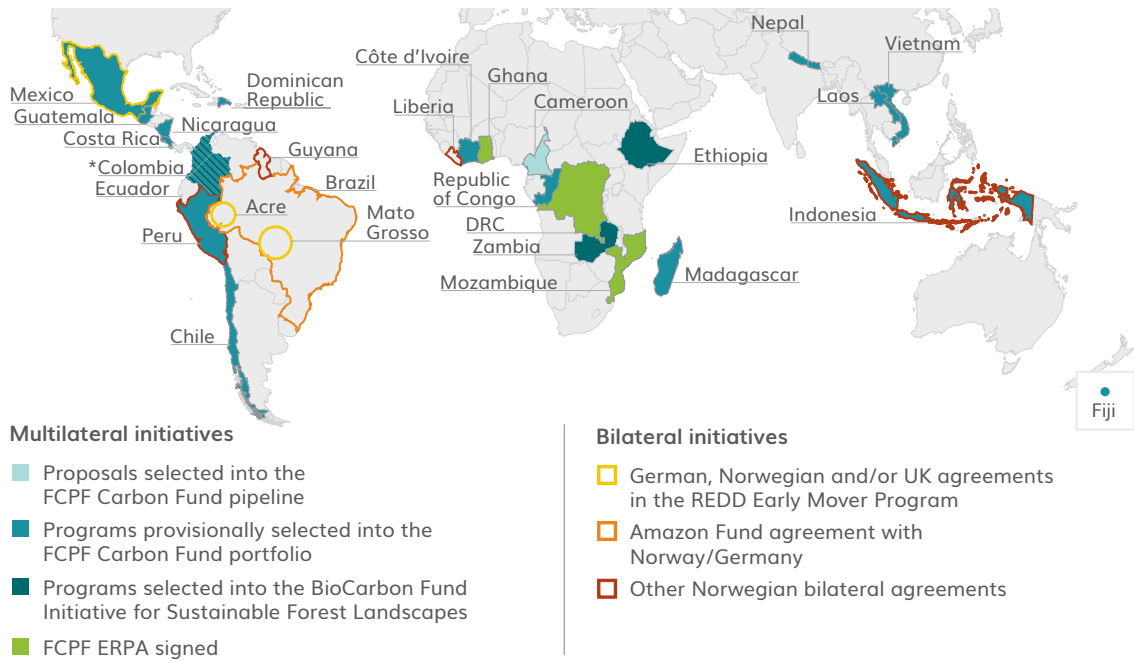 Nepal
Vietnam
Côte d'Ivoire
Ghana
Dominican
Republic
Mexico
Laos
Liberia
Cameroon
Guatemala
Nicaragua
Costa Rica
Guyana
Ethiopia
*Colombia
Ecuador
Republic
of Congo
Brazil
Acre
Mato
Grosso
Indonesia
DRC
Peru
Zambia
Madagascar
Mozambique
Chile
Fiji
Multilateral initiatives
Proposals selected into the
FCPF Carbon Fund pipeline
Programs provisionally selected into the
FCPF Carbon Fund portfolio
Programs selected into the BioCarbon Fund
Initiative for Sustainable Forest Landscapes
FCPF ERPA signed
Bilateral initiatives
German, Norwegian and/or UK agreements
in the REDD Early Mover Program
Amazon Fund agreement with
Norway/Germany
Other Norwegian bilateral agreements